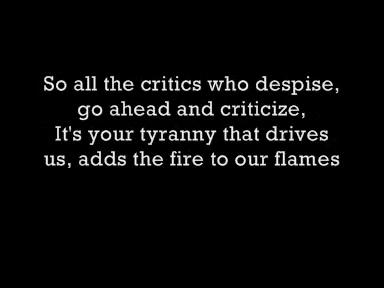 So all the critics who despise,
go ahead and criticize,
It's your tyranny that drives
us, adds the fire to our flames